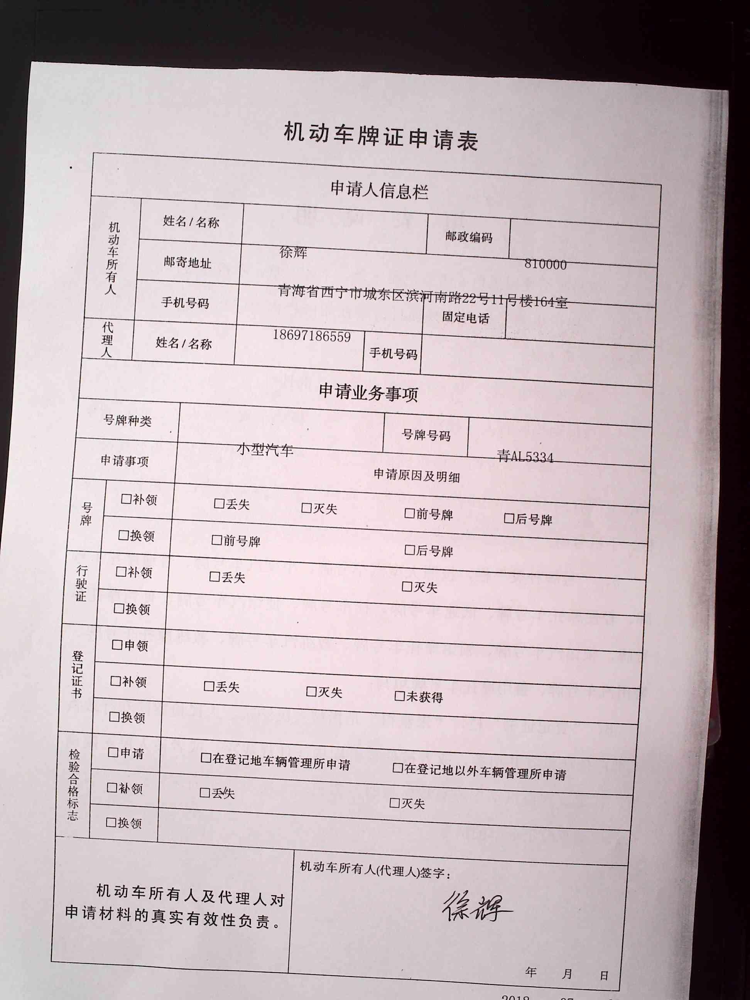 机动车牌证申请表
申请人信息栏
机动车所有人
姓名/名称
徐辉
邮政编码
810000
邮寄地址
青海省西宁市城东区滨河南路22号11号楼164室
手机号码
18697186559
固定电话
代理人
姓名/名称
手机号码
申请业务事项
号牌种类
小型汽车
号牌号码
青AL5334
申请事项
申请原因及明细
号牌
□补领 □丢失 □灭失 □前号牌 □后号牌
□换领 □前号牌 □后号牌
行驶证
□补领 □丢失 □灭失
□换领
登记证书
□申领
□补领 □丢失 □灭失 □未获得
□换领
检验合格标志
□申请 □在登记地车辆管理所申请 □在登记地以外车辆管理所申请
□补领 □丢失 □灭失
□换领
机动车所有人及代理人对
申请材料的真实有效性负责。
机动车所有人(代理人)签字:
徐辉
年 月 日